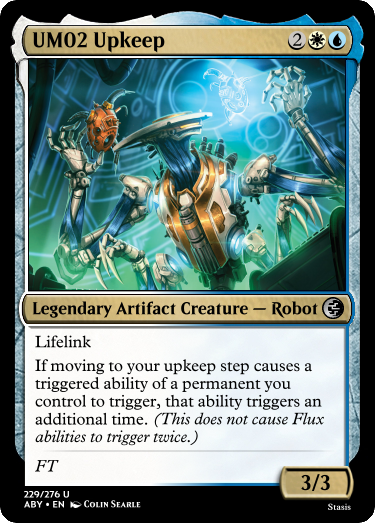 UM02 Upkeep 2
Legendary Artifact Creature — Robot
Lifelink
If moving to your upkeep step causes a
triggered ability of a permanent you
control to trigger, that ability triggers an
additional time. (This does not cause Flux
abilities to trigger twice.)
FT
3/3
229/276 U
ABY • EN Colin Searle
Stasis